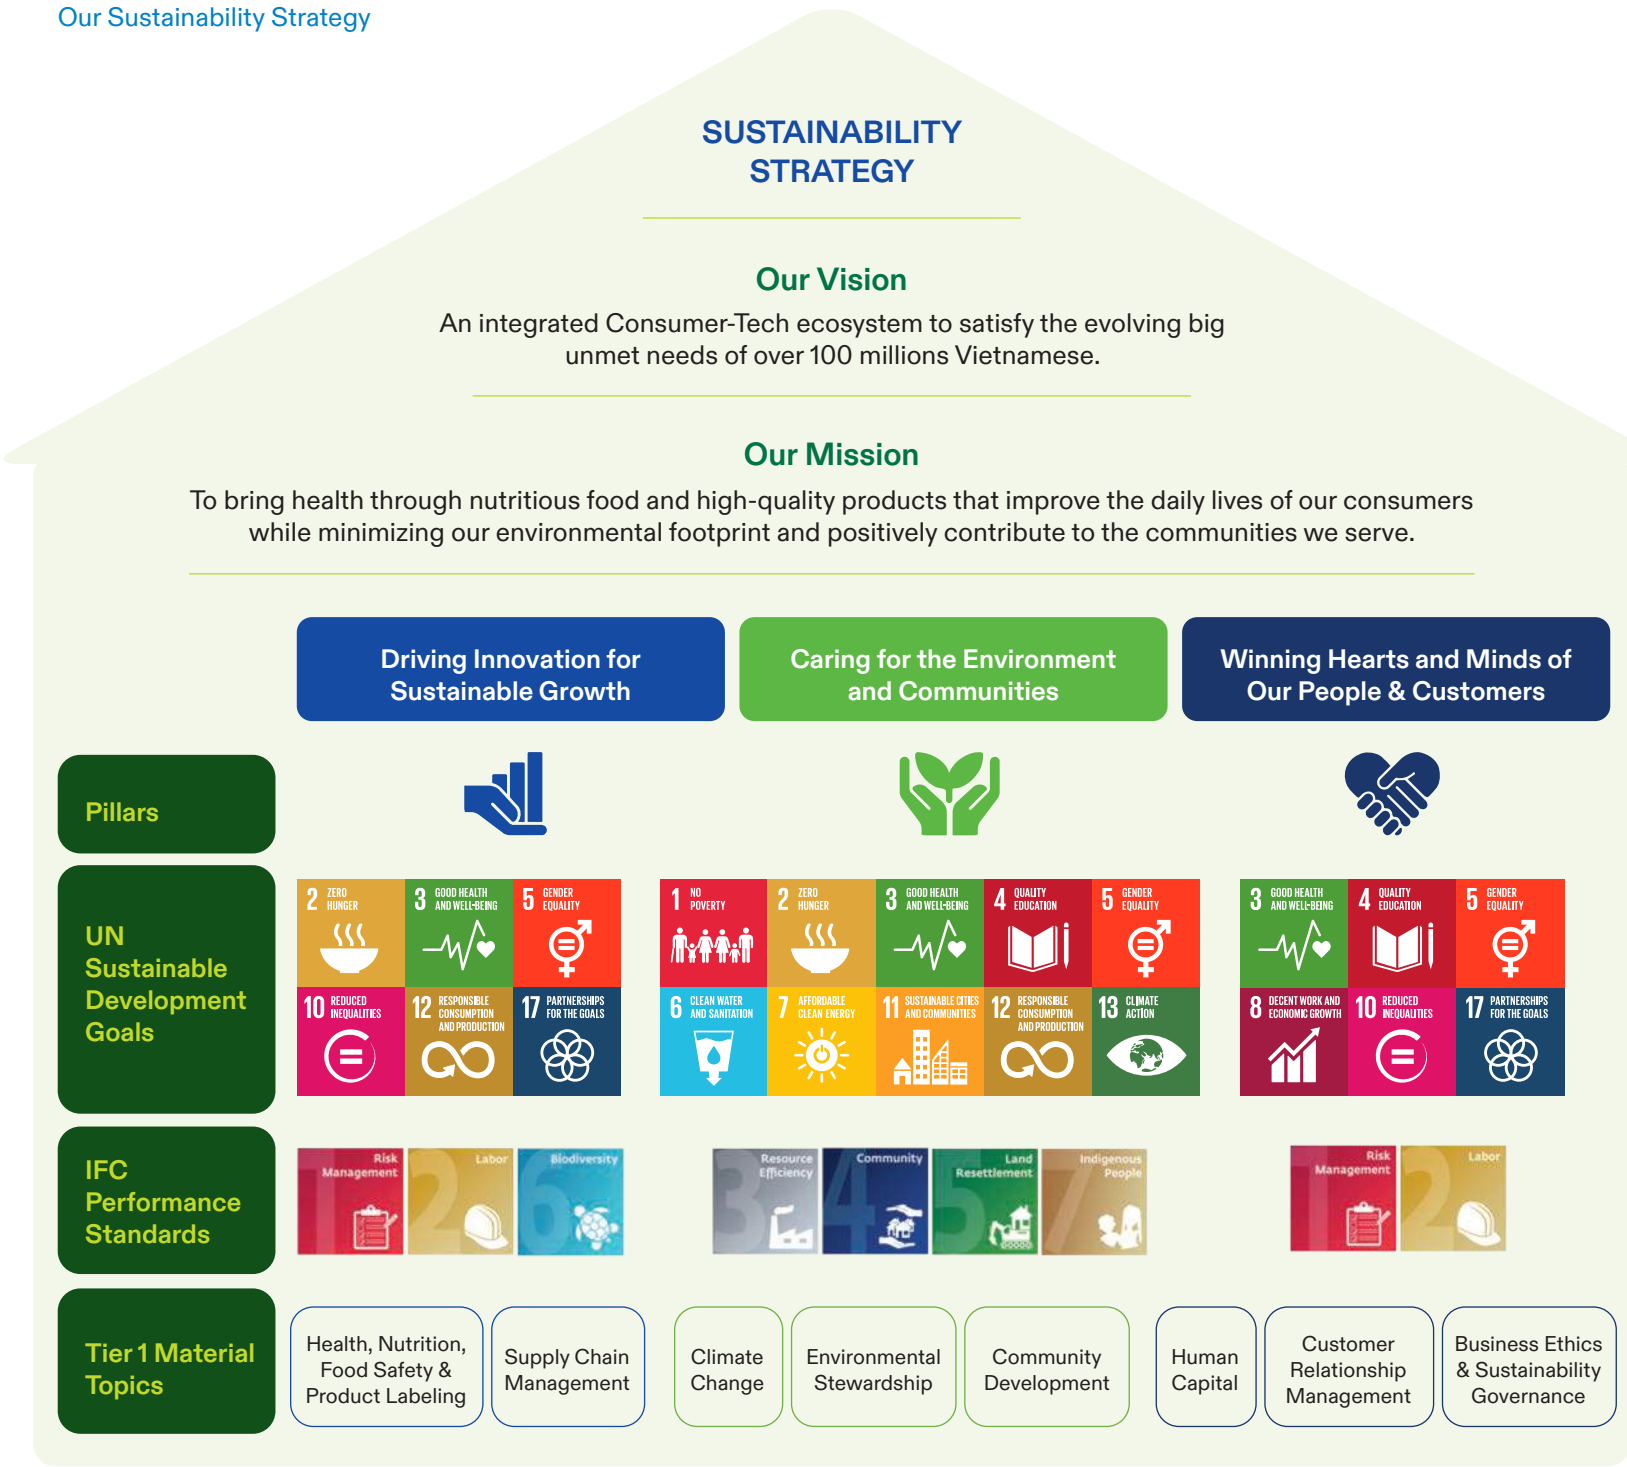 Our Sustainability Strategy
SUSTAINABILITY
STRATEGY
Our Vision
An integrated Consumer-Tech ecosystem to satisfy the evolving big
unmet needs of over 100 millions Vietnamese.
Our Mission
To bring health through nutritious food and high-quality products that improve the daily lives of our consumers
while minimizing our environmental footprint and positively contribute to the communities we serve.
Driving Innovation for
Sustainable Growth
Caring for the Environment
and Communities
Winning Hearts and Minds of
Our People & Customers
Pillars
UN
Sustainable
Development
Goals
2 ZERO
HUNGER
3 GOOD HEALTH
AND WELL-BEING
5 GENDER
EQUALITY
10 REDUCED
INEQUALITIES
12 RESPONSIBLE
CONSUMPTION
AND PRODUCTION
17 PARTNERSHIPS
FOR THE GOALS
1 NO
POVERTY
2 ZERO
HUNGER
3 GOOD HEALTH
AND WELL-BEING
4 QUALITY
EDUCATION
5 GENDER
EQUALITY
6 CLEAN WATER
AND SANITATION
7 AFFORDABLE
CLEAN ENERGY
11 SUSTAINABLE CITIES
AND COMMUNITIES
12 RESPONSIBLE
CONSUMPTION
AND PRODUCTION
13 CLIMATE
ACTION
3 GOOD HEALTH
AND WELL-BEING
4 QUALITY
EDUCATION
5 GENDER
EQUALITY
8 DECENT WORK AND
ECONOMIC GROWTH
10 REDUCED
INEQUALITIES
17 PARTNERSHIPS
FOR THE GOALS
IFC
Performance
Standards
1 Risk
Management
2 Labor
6 Biodiversity
3 Resource
Efficiency
4 Community
5 Land
Resettlement
7 Indigenous
People
1 Risk
Management
2 Labor
Tier 1 Material
Topics
Health, Nutrition,
Food Safety &
Product Labeling
Supply Chain
Management
Climate
Change
Environmental
Stewardship
Community
Development
Human
Capital
Customer
Relationship
Management
Business Ethics
& Sustainability
Governance